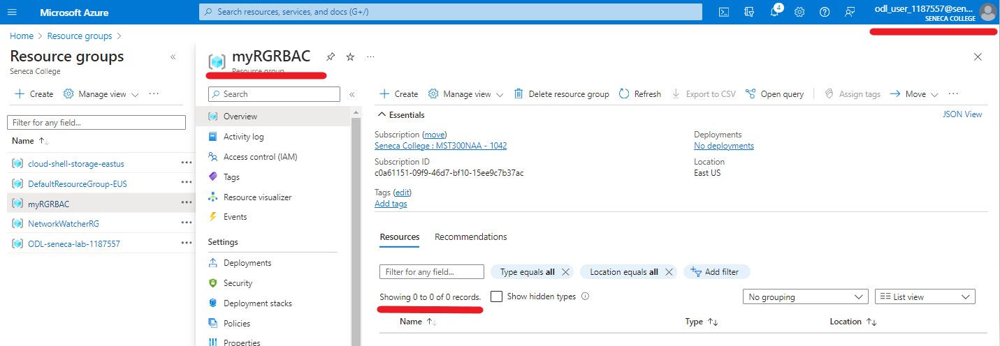 Microsoft Azure
Search resources, services, and docs (G+/)
4
odl_user_1187557@sen...
SENECA COLLEGE
Home > Resource groups >
Resource groups
Seneca College
Create
Manage view
Filter for any field...
Name
cloud-shell-storage-eastus
DefaultResourceGroup-EUS
myRGRBAC
NetworkWatcherRG
ODL-seneca-lab-1187557
myRGRBAC
Resource group
Search
Overview
Activity log
Access control (IAM)
Tags
Resource visualizer
Events
Settings
Deployments
Security
Deployment stacks
Policies
Properties
Create
Manage view
Delete resource group
Refresh
Export to CSV
Open query
Assign tags
Move
Essentials
JSON View
Subscription (move)
Seneca College : MST300NAA - 1042
Subscription ID
c0a61151-09f9-46d7-bf10-15ee9c7b37ac
Tags (edit)
Add tags
Deployments
No deployments
Location
East US
Resources
Recommendations
Filter for any field...
Type equals all
Location equals all
Add filter
Showing 0 to 0 of 0 records.
Show hidden types
No grouping
List view
Name
Type
Location